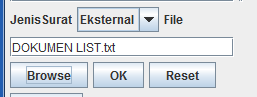 JenisSurat Eksternal File
DOKUMEN LIST.txt
Browse OK Reset